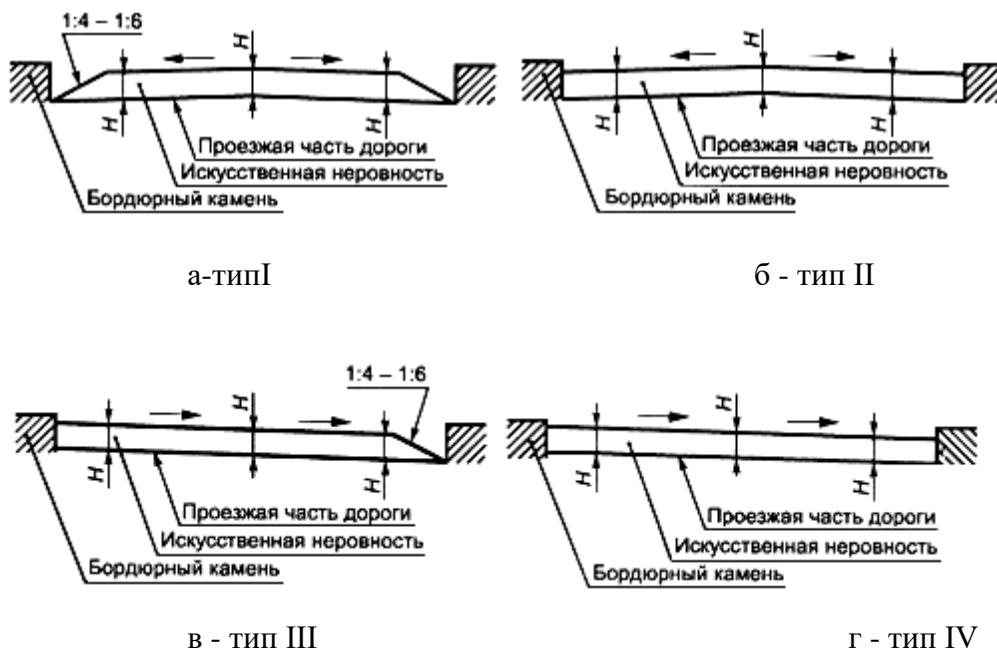 1:4 – 1:6
H
H
H
Проезжая часть дороги
Искусственная неровность
Бордюрный камень
а-типI
H
H
H
Проезжая часть дороги
Искусственная неровность
Бордюрный камень
б - тип II
1:4 – 1:6
H
H
H
Проезжая часть дороги
Искусственная неровность
Бордюрный камень
в - тип III
H
H
H
Проезжая часть дороги
Искусственная неровность
Бордюрный камень
г - тип IV